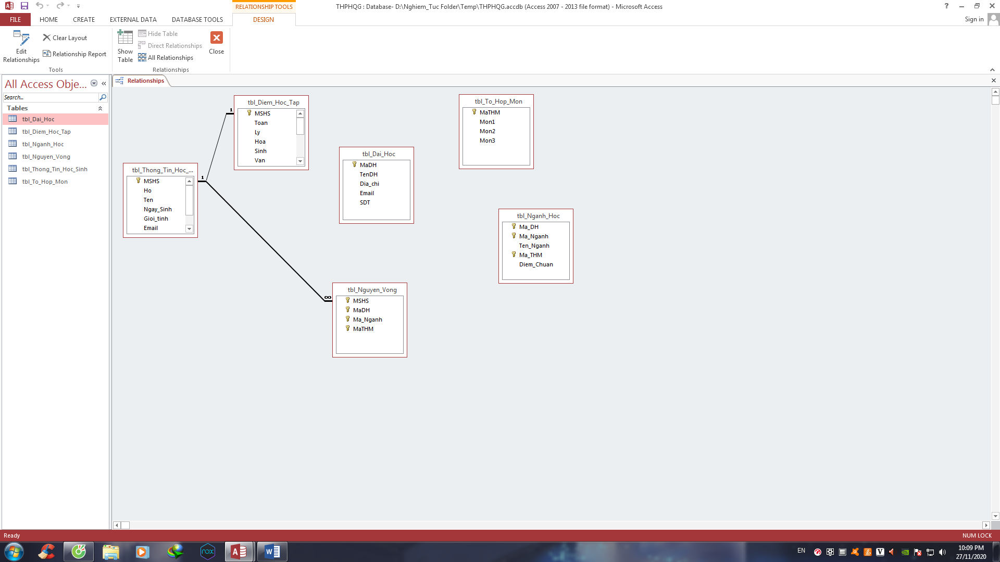 RELATIONSHIP TOOLS
THPHQG : Database- D:\Nghiem_Tuc Folder\Temp\THPHQG.accdb (Access 2007 - 2013 file format) - Microsoft Access
?
FILE
HOME
CREATE
EXTERNAL DATA
DATABASE TOOLS
DESIGN
Sign in
Edit
Relationships
Clear Layout
Relationship Report
Tools
Show
Table
Hide Table
Direct Relationships
All Relationships
Close
Relationships
All Access Obje...
«
Search...
Tables
tbl_Dai_Hoc
tbl_Diem_Hoc_Tap
tbl_Nganh_Hoc
tbl_Nguyen_Vong
tbl_Thong_Tin_Hoc_Sinh
tbl_To_Hop_Mon
Relationships
tbl_Thong_Tin_Hoc_...
MSHS
Ho
Ten
Ngay_Sinh
Gioi_tinh
Email
1
1
tbl_Diem_Hoc_Tap
MSHS
Toan
Ly
Hoa
Sinh
Van
tbl_Dai_Hoc
MaDH
TenDH
Dia_chi
Email
SDT
tbl_To_Hop_Mon
MaTHM
Mon1
Mon2
Mon3
tbl_Nganh_Hoc
Ma_DH
Ma_Nganh
Ten_Nganh
Ma_THM
Diem_Chuan
∞
tbl_Nguyen_Vong
MSHS
MaDH
Ma_Nganh
MaTHM
Ready
NUM LOCK
nox
EN
V
10:09 PM
27/11/2020